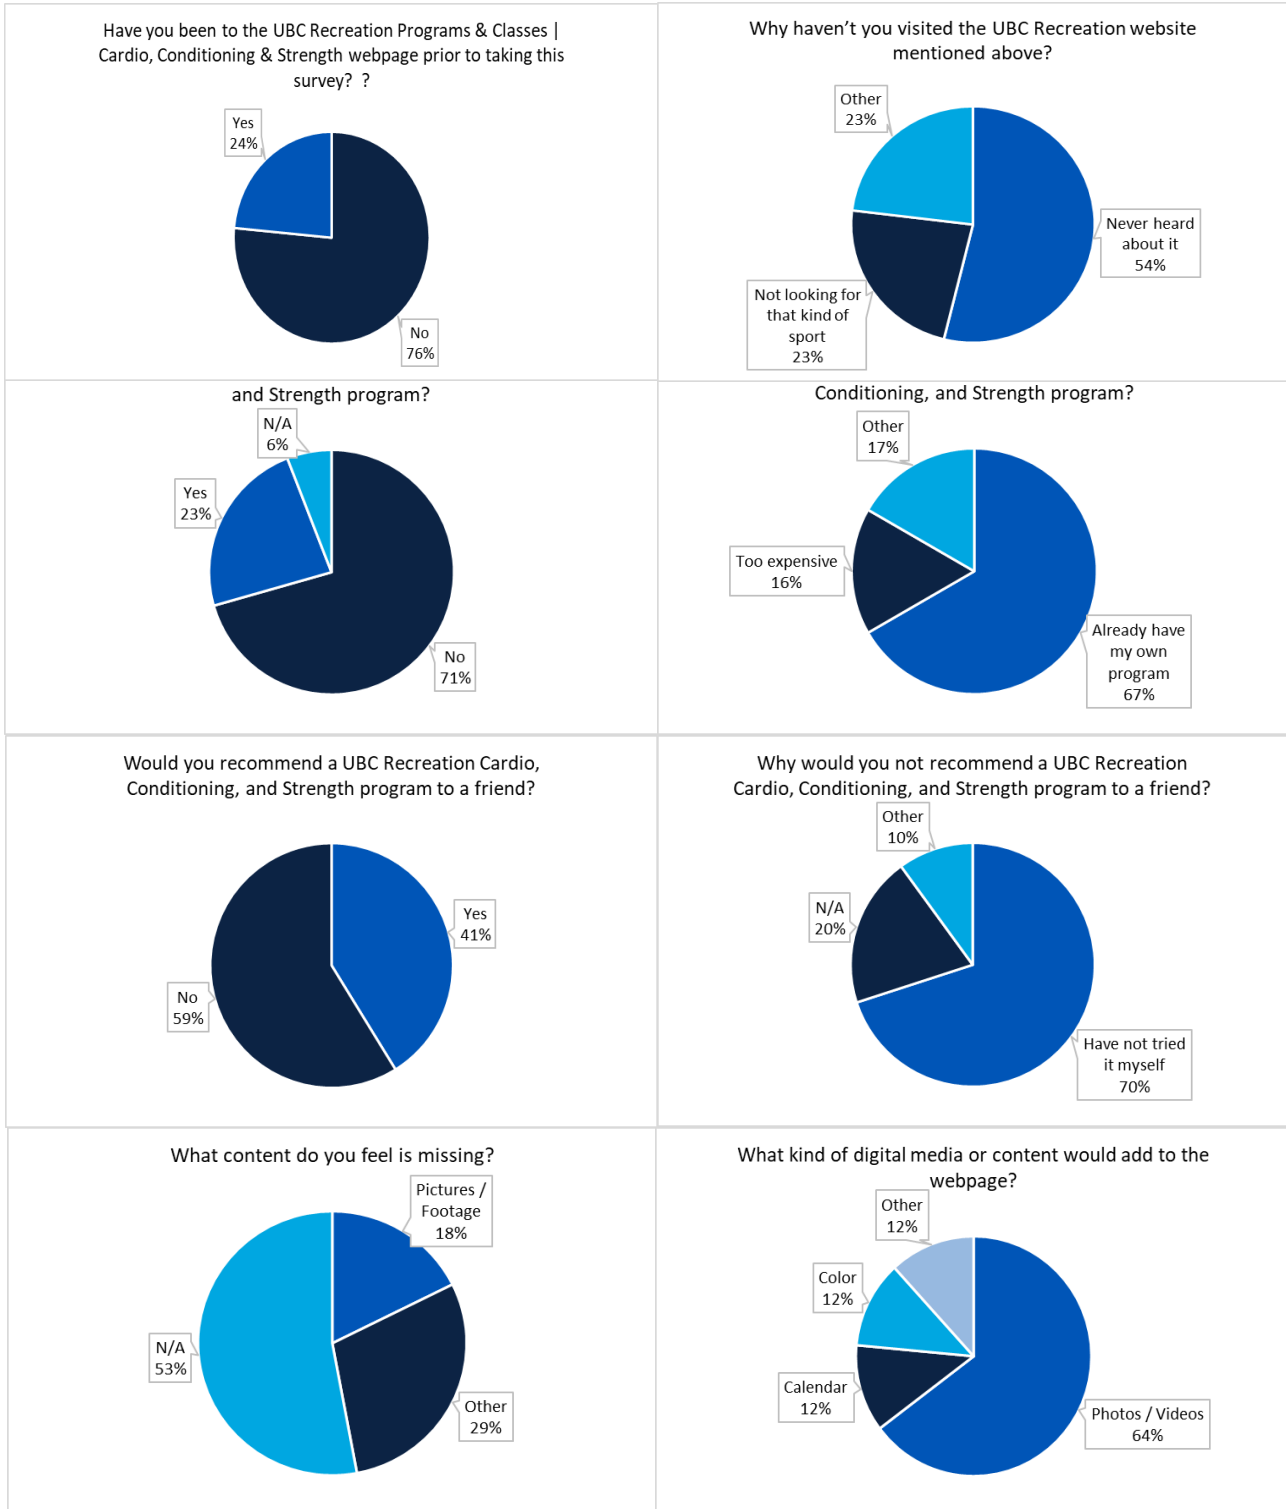 Have you been to the UBC Recreation Programs & Classes |
Cardio, Conditioning & Strength webpage prior to taking this
survey?  ?
Yes
24%
No
76%
Why haven’t you visited the UBC Recreation website
mentioned above?
Other
23%
Never heard
about it
54%
Not looking for
that kind of
sport
23%
and Strength program?
N/A
6%
Yes
23%
No
71%
Conditioning, and Strength program?
Other
17%
Too expensive
16%
Already have
my own
program
67%
Would you recommend a UBC Recreation Cardio,
Conditioning, and Strength program to a friend?
Yes
41%
No
59%
Why would you not recommend a UBC Recreation
Cardio, Conditioning, and Strength program to a friend?
Other
10%
N/A
20%
Have not tried
it myself
70%
What content do you feel is missing?
Pictures /
Footage
18%
N/A
53%
Other
29%
What kind of digital media or content would add to the
webpage?
Other
12%
Color
12%
Calendar
12%
Photos / Videos
64%